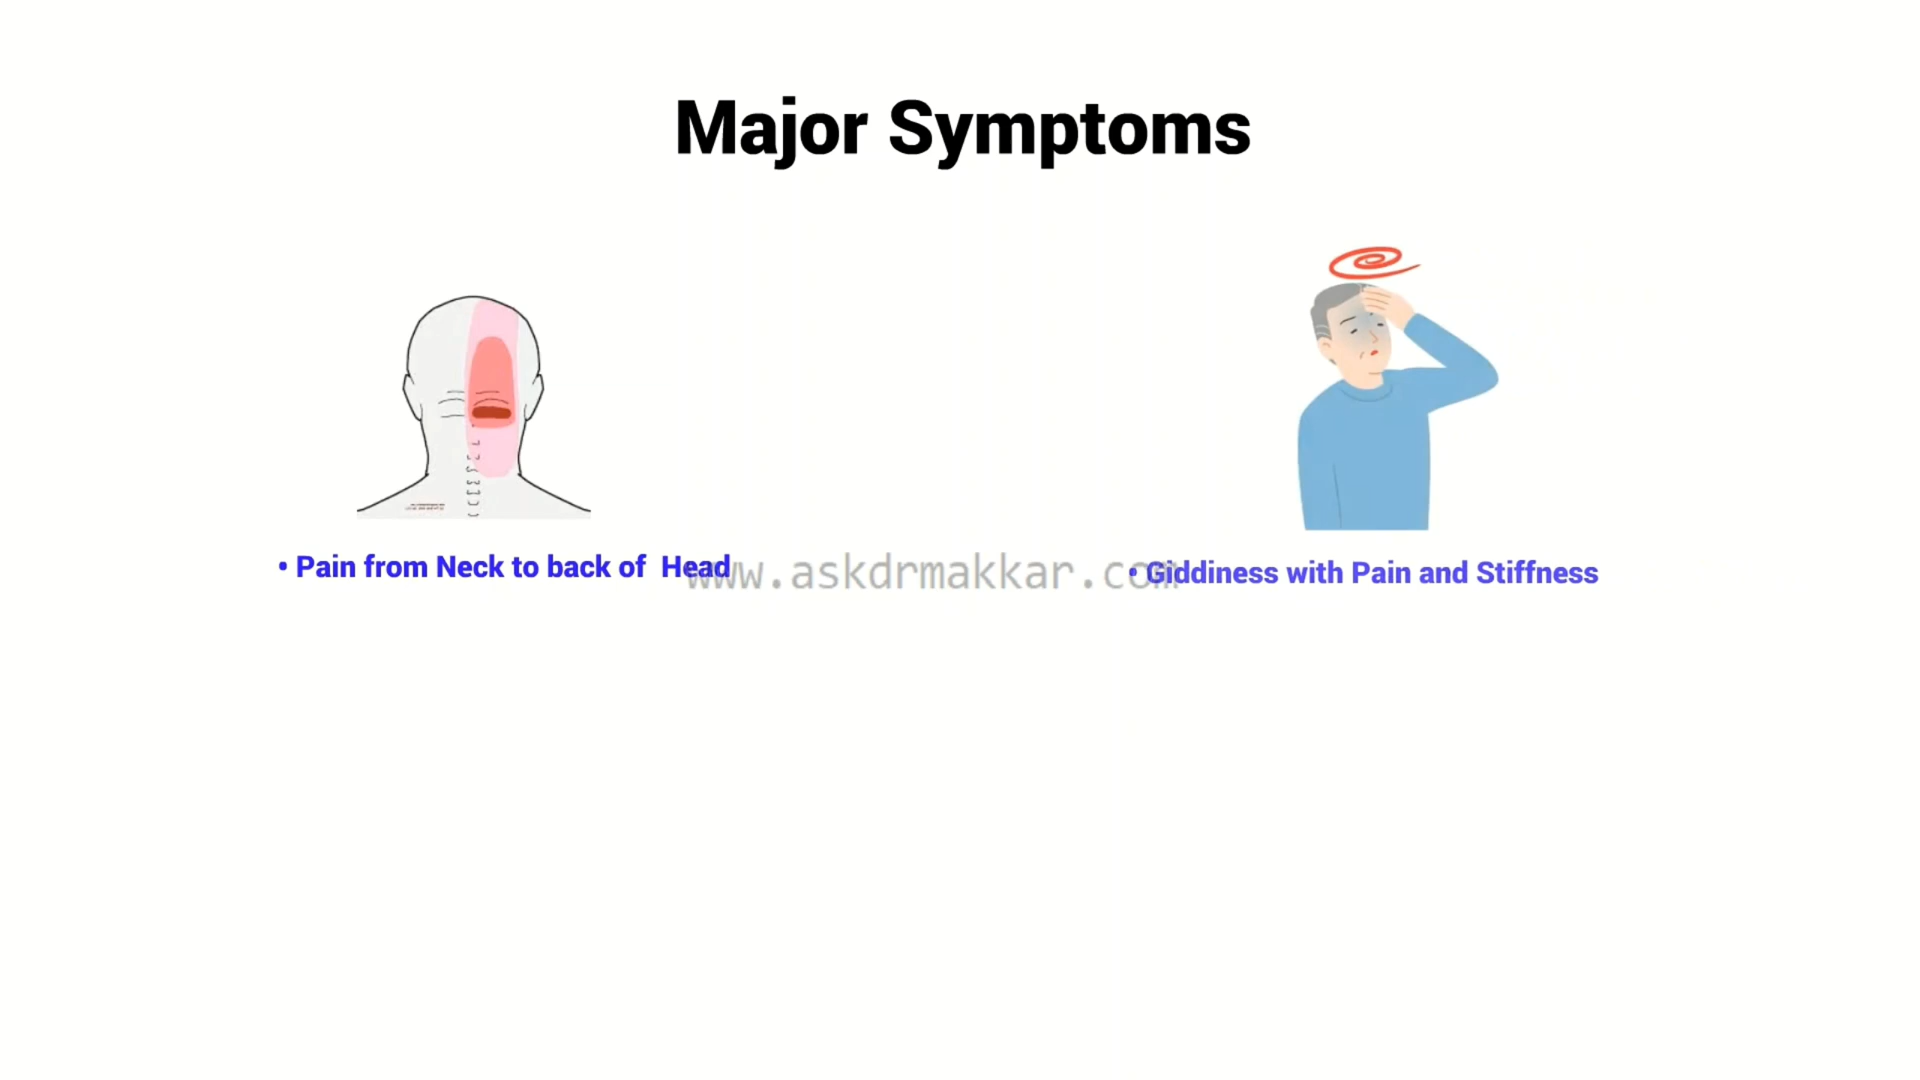 Major Symptoms
• Pain from Neck to back of Head
www.askdrmakkar.com
• Giddiness with Pain and Stiffness